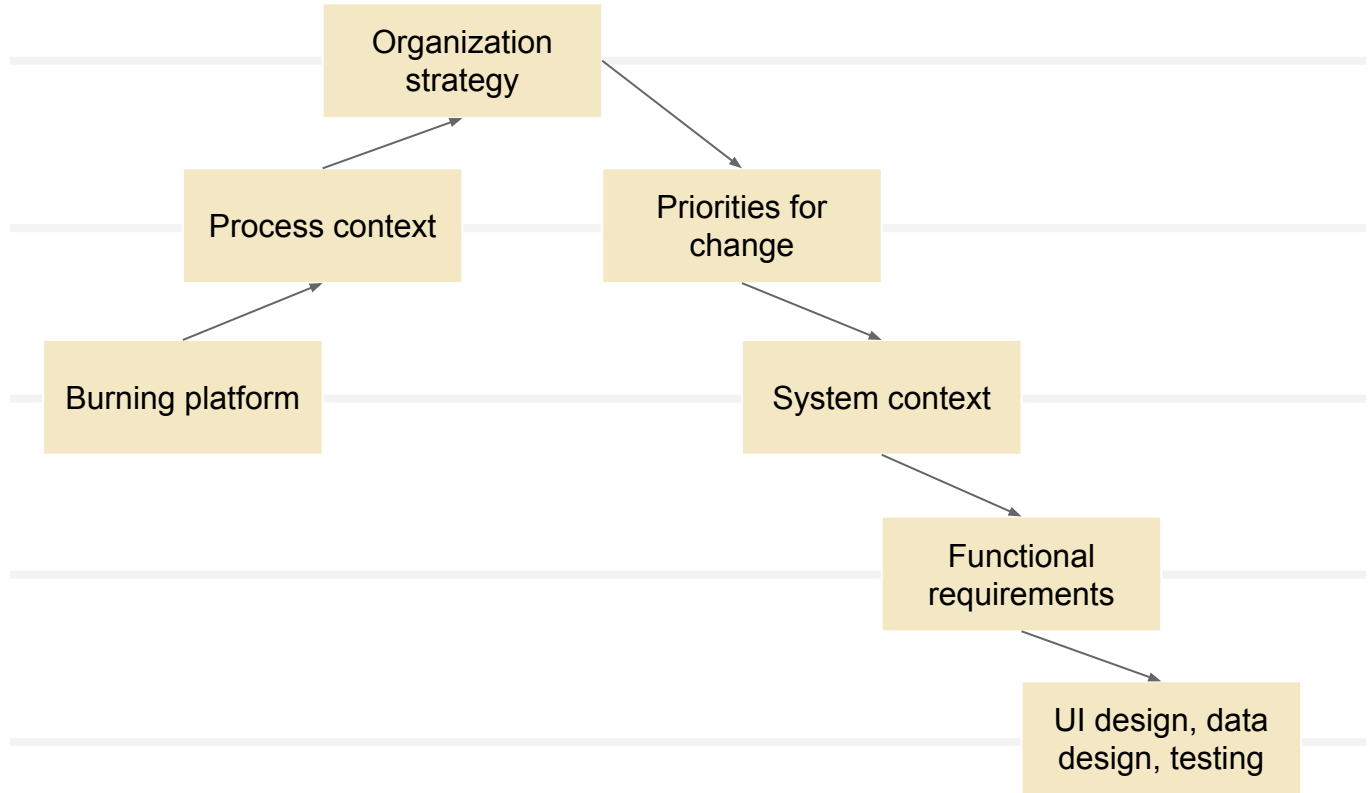 Organization
strategy
Process context
Priorities for
change
Burning platform
System context
Functional
requirements
UI design, data
design, testing